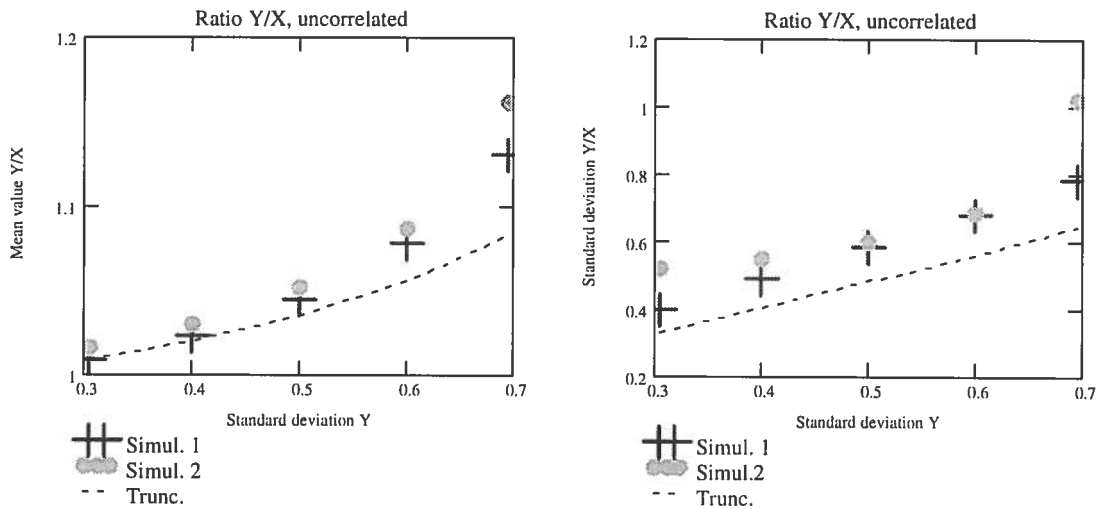 Ratio Y/X, uncorrelated
1.2
1.1
1
Mean value Y/X
0.3 0.4 0.5 0.6 0.7
Standard deviation Y
Simul. 1
Simul. 2
Trunc.
Ratio Y/X, uncorrelated
1.2
1
0.8
0.6
0.4
0.2
Standard deviation Y/X
0.3 0.4 0.5 0.6 0.7
Standard deviation Y
Simul. 1
Simul.2
Trunc.